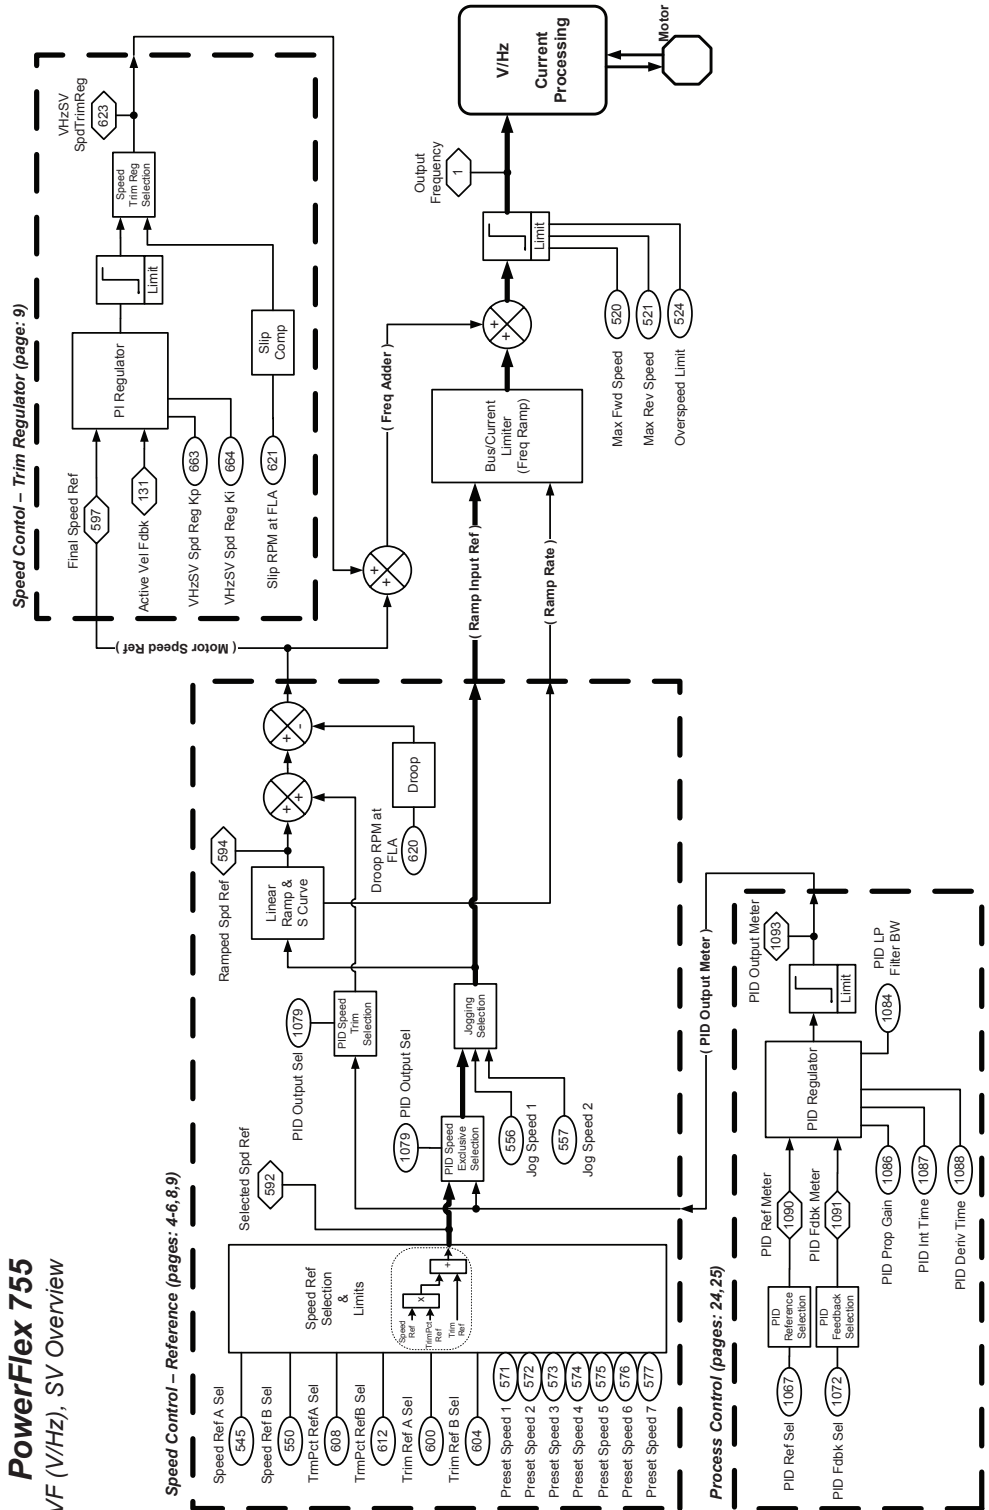 PowerFlex 755
VF (V/Hz), SV Overview
Speed Control – Reference (pages: 4-6,8,9)
Speed Ref A Sel
545
Speed Ref B Sel
550
TrmPct RefA Sel
608
TrmPct RefB Sel
612
Trim Ref A Sel
600
Trim Ref B Sel
604
Preset Speed 1
571
Preset Speed 2
572
Preset Speed 3
573
Preset Speed 4
574
Preset Speed 5
575
Preset Speed 6
576
Preset Speed 7
577
Speed Ref
Selection
&
Limits
Speed
Ref
TrimPct
Ref
Trim
Ref
x
+
Selected Spd Ref
592
PID Output Sel
1079
PID Speed
Exclusive
Selection
PID Output Sel
1079
PID Speed
Trim
Selection
556
Jog Speed 1
557
Jog Speed 2
Jogging
Selection
Ramped Spd Ref
594
Linear
Ramp &
S Curve
+
+
+
-
Droop RPM at
FLA
620
Droop
( Motor Speed Ref )
( Ramp Input Ref )
( Ramp Rate )
( PID Output Meter )
Speed Contol – Trim Regulator (page: 9)
Final Speed Ref
597
Active Vel Fdbk
131
663
VHzSV Spd Reg Kp
664
VHzSV Spd Reg Ki
621
Slip RPM at FLA
PI Regulator
Limit
Slip
Comp
Speed
Trim Reg
Selection
VHzSV
SpdTrimReg
623
+
+
( Freq Adder )
Bus/Current
Limiter
(Freq Ramp)
+
+
Limit
Max Fwd Speed
520
Max Rev Speed
521
Overspeed Limit
524
Output
Frequency
1
V/Hz
Current
Processing
Motor
Process Control (pages: 24,25)
PID Ref Sel
1067
PID
Reference
Selection
PID Ref Meter
1090
PID Fdbk Sel
1072
PID
Feedback
Selection
PID Fdbk Meter
1091
PID Prop Gain
1086
PID Int Time
1087
PID Deriv Time
1088
PID Regulator
1084
PID LP
Filter BW
Limit
PID Output Meter
1093